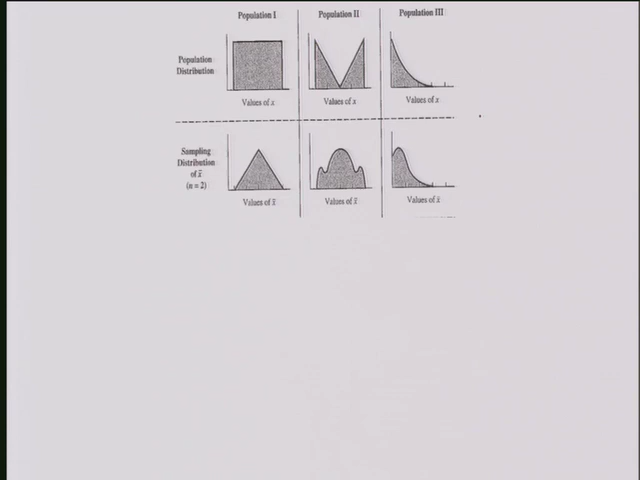 Population I Population II Population III
Population
Distribution
Values of x Values of x Values of x
Sampling
Distribution
of x̄
(n = 2)
Values of x̄ Values of x̄ Values of x̄